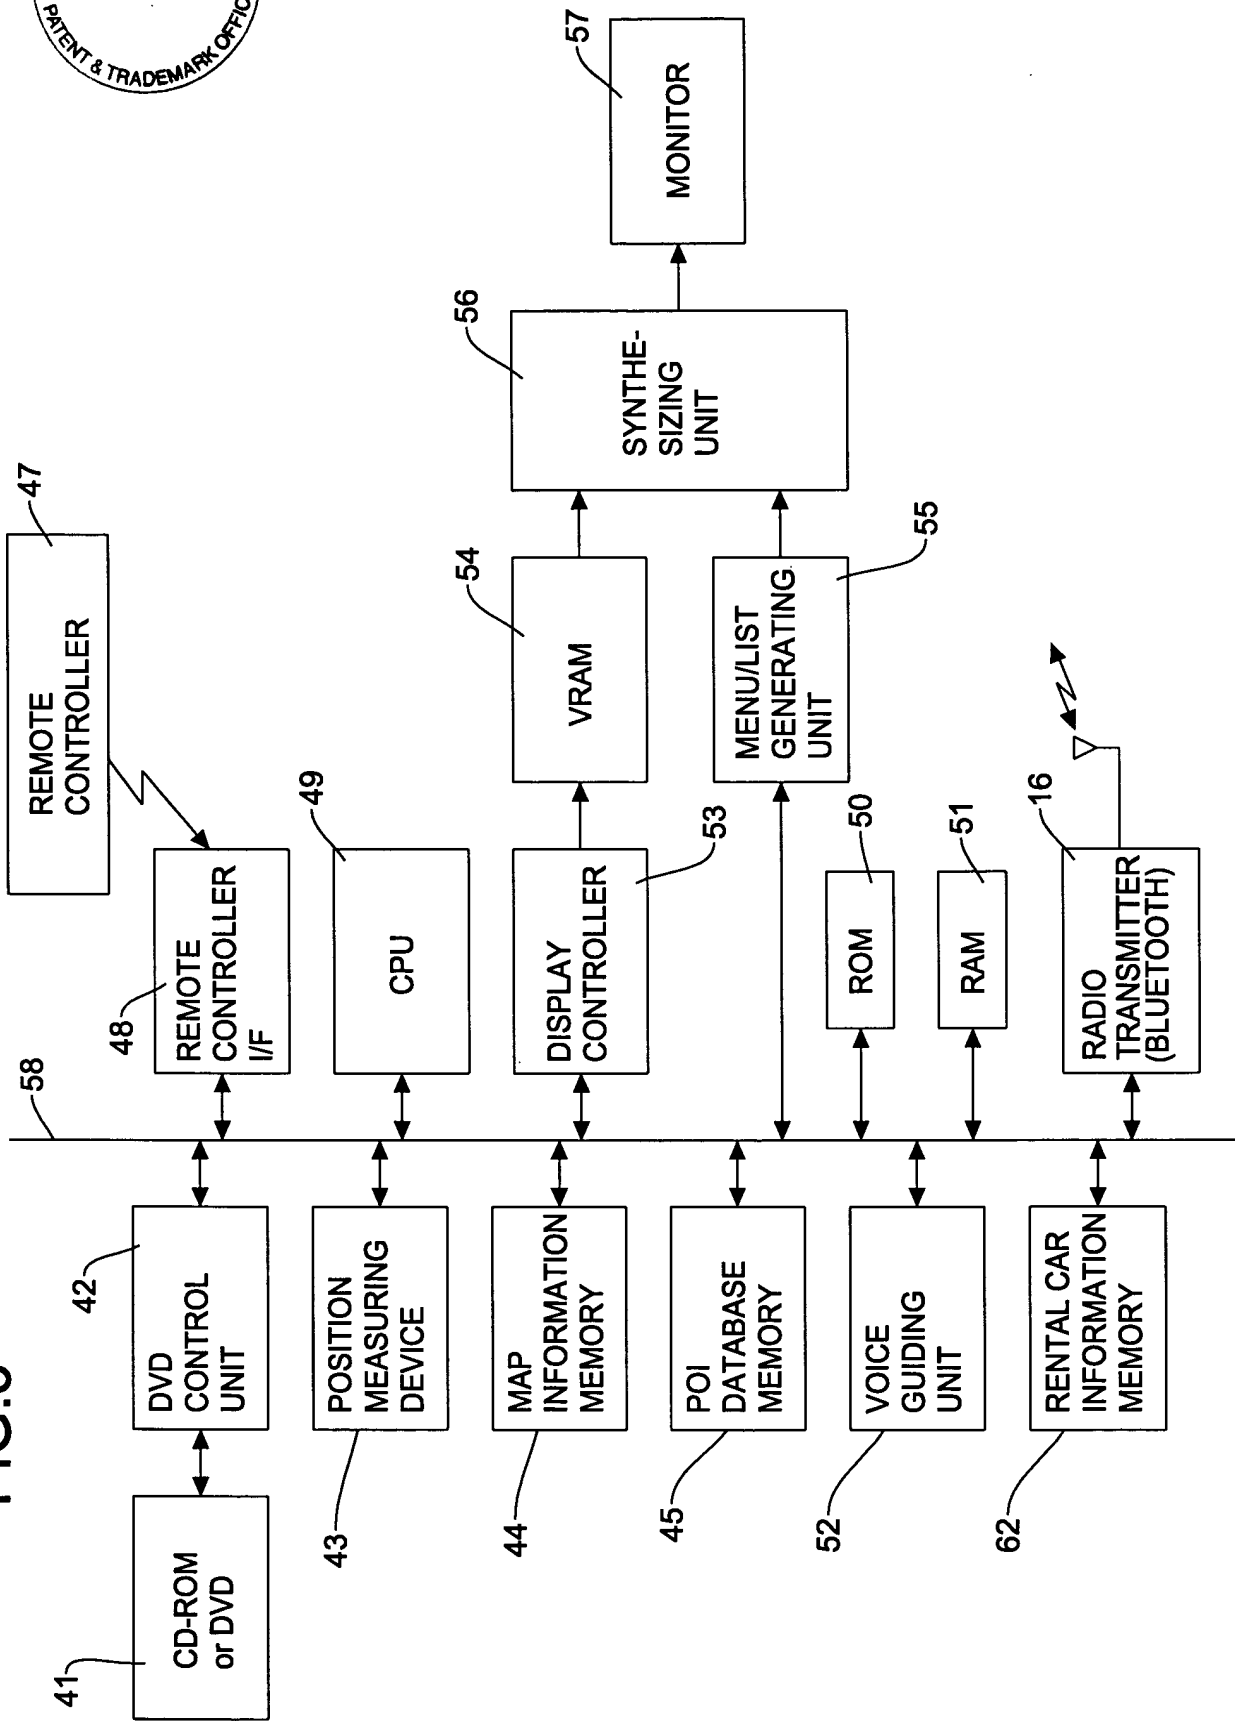 PATENT & TRADEMARK OFFIC
41
CD-ROM
or DVD
42
DVD
CONTROL
UNIT
58
48
REMOTE
CONTROLLER
I/F
REMOTE
CONTROLLER
47
43
POSITION
MEASURING
DEVICE
49
CPU
44
MAP
INFORMATION
MEMORY
DISPLAY
CONTROLLER
53
54
VRAM
56
SYNTHE-
SIZING
UNIT
57
MONITOR
45
POI
DATABASE
MEMORY
MENU/LIST
GENERATING
UNIT
55
52
VOICE
GUIDING
UNIT
ROM
50
RAM
51
62
RENTAL CAR
INFORMATION
MEMORY
RADIO
TRANSMITTER
(BLUETOOTH)
16